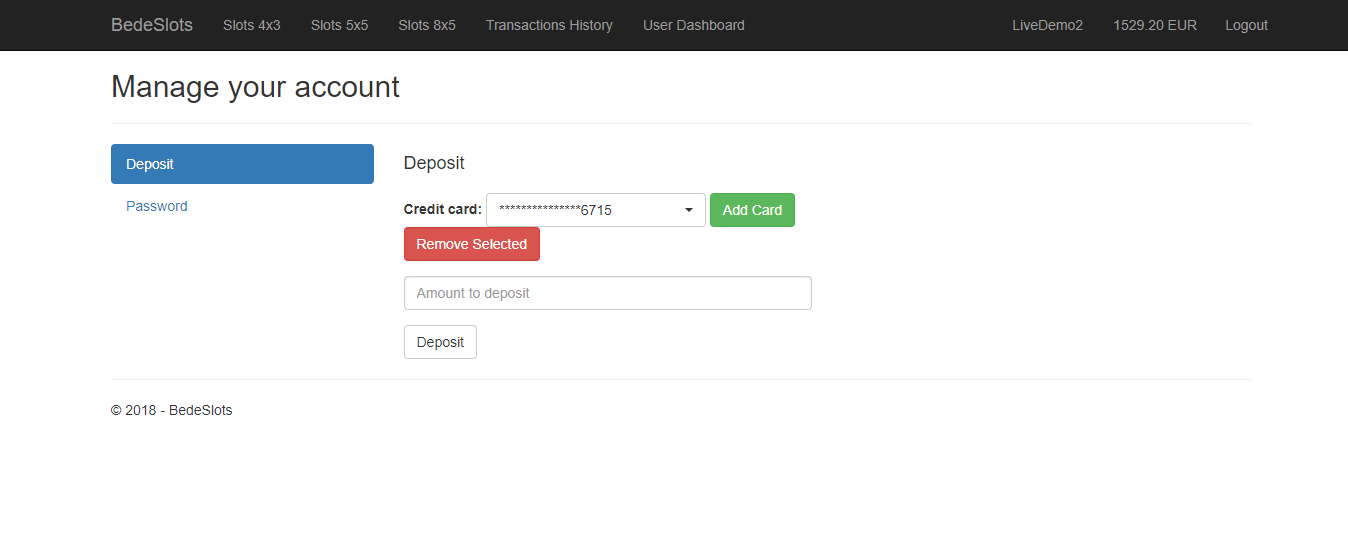 BedeSlots Slots 4x3 Slots 5x5 Slots 8x5 Transactions History User Dashboard LiveDemo2 1529.20 EUR Logout
Manage your account
Deposit
Password
Deposit
Credit card: ***************6715 Add Card
Remove Selected
Amount to deposit
Deposit
© 2018 - BedeSlots